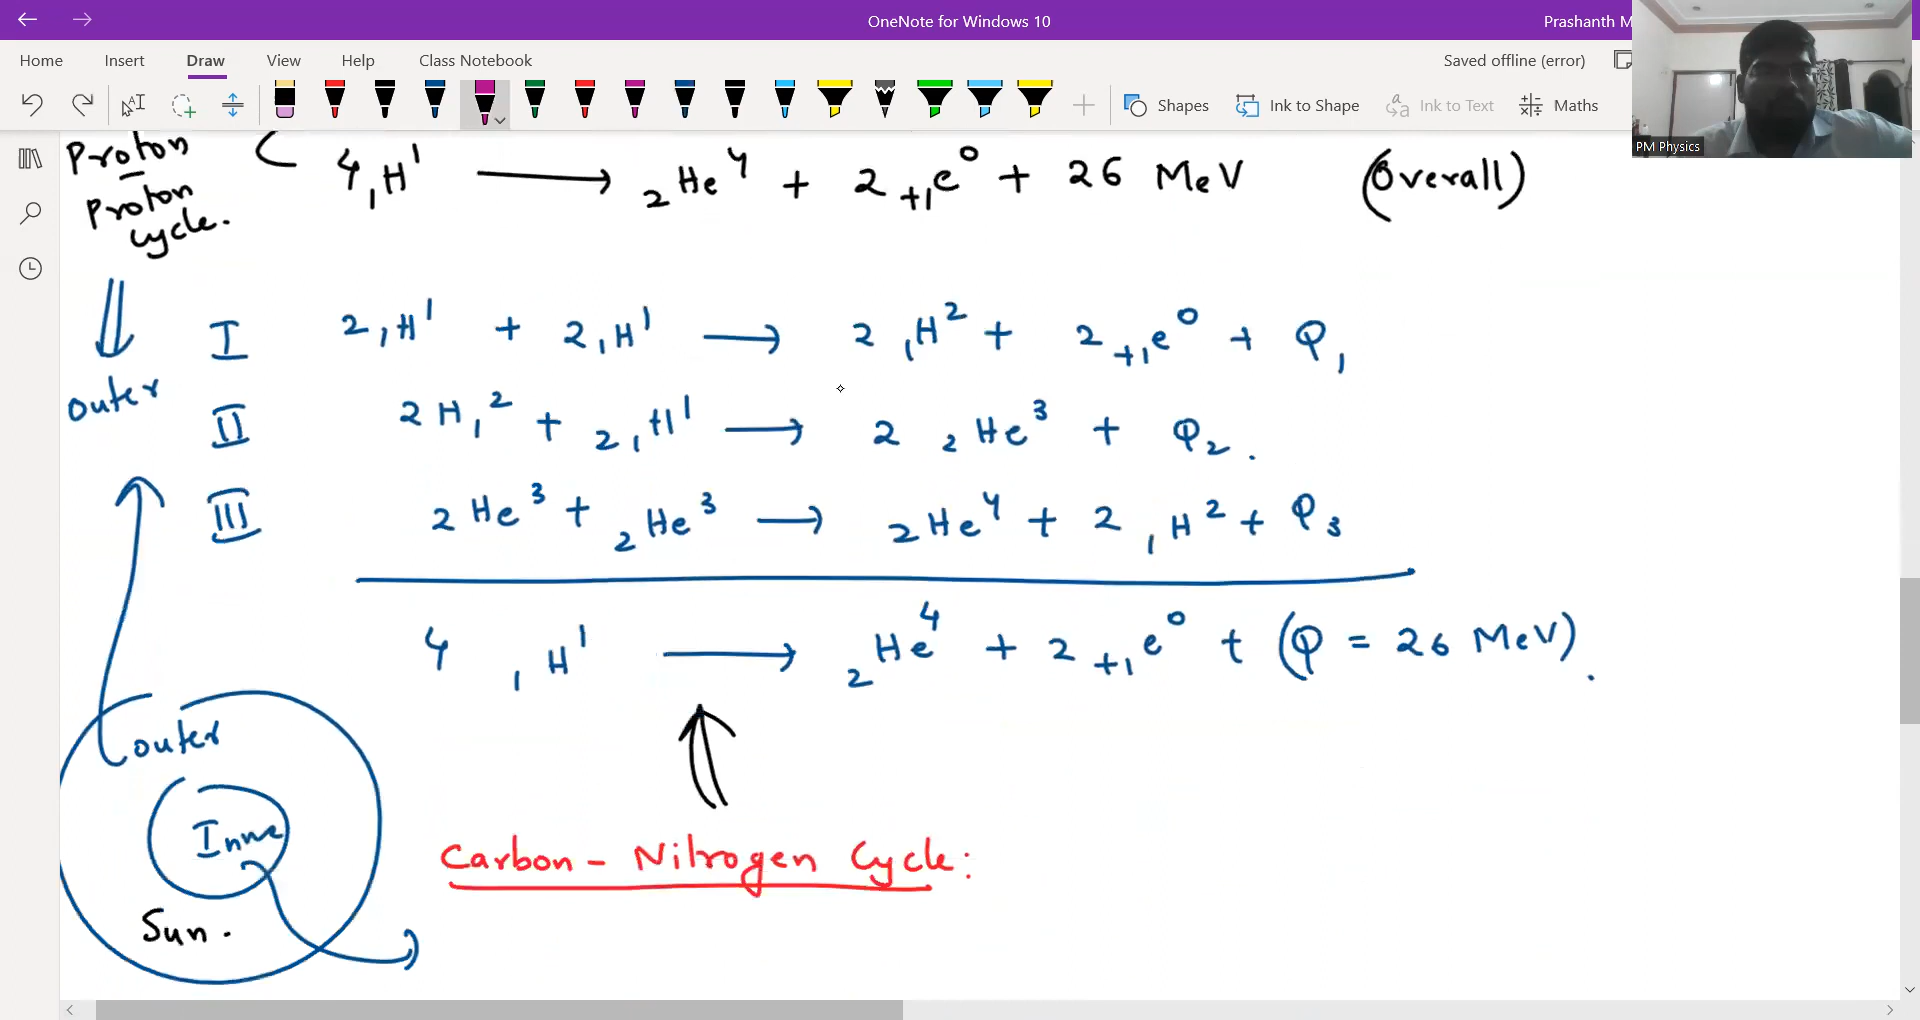 OneNote for Windows 10
Prashanth M
Home Insert Draw View Help Class Notebook
Saved offline (error)
Shapes Ink to Shape Ink to Text Maths
PM Physics
Proton
Proton
cycle.
4 ₁H¹ ⟶ ₂He⁴ + 2 ₊₁e⁰ + 26 MeV (Overall)
outer
I 2 ₁H¹ + 2 ₁H¹ ⟶ 2 ₁H² + 2 ₊₁e⁰ + Q₁
II 2 H₁² + 2 ₁H¹ ⟶ 2 ₂He³ + Q₂.
III ₂He³ + ₂He³ ⟶ ₂He⁴ + 2 ₁H² + Q₃
4 ₁H¹ ⟶ ₂He⁴ + 2 ₊₁e⁰ + (Q = 26 MeV).
outer
Inne
Sun.
Carbon - Nitrogen Cycle: